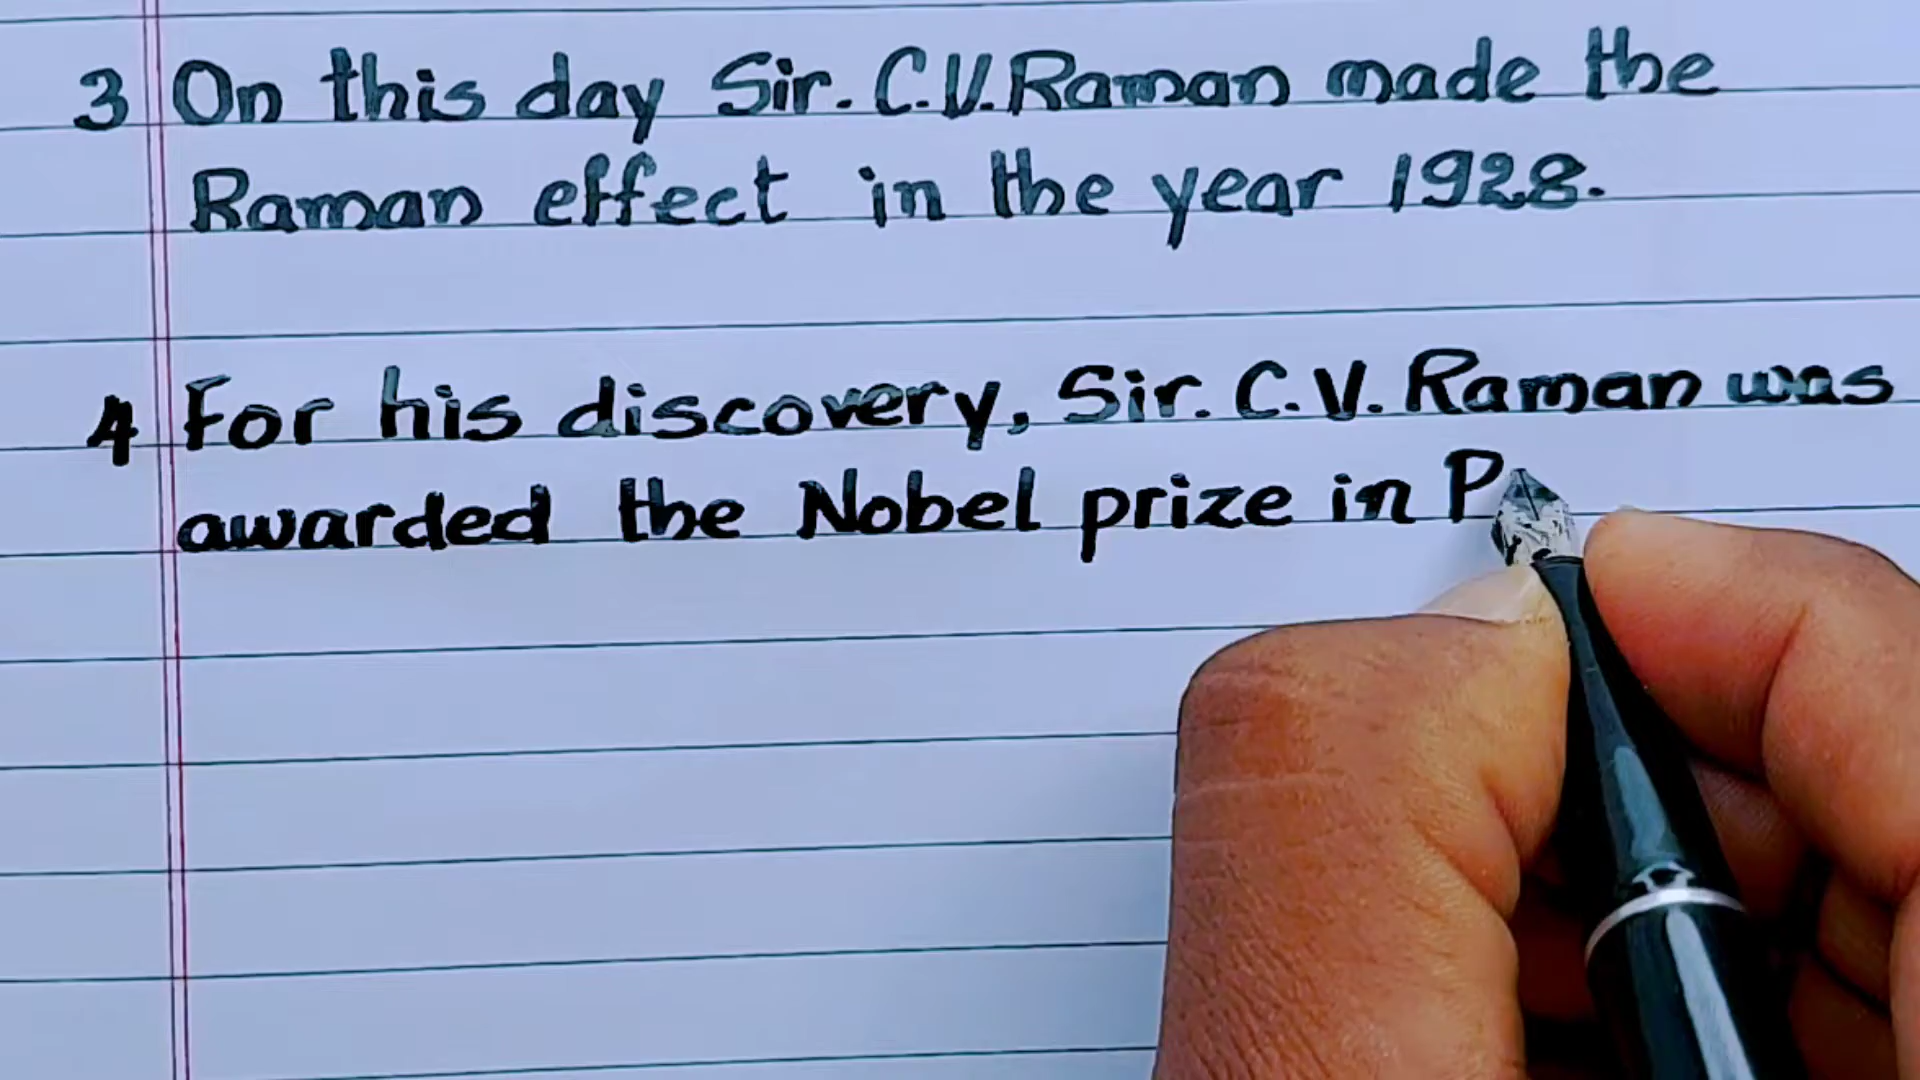 3 On this day Sir. C.V. Raman made the
Raman effect in the year 1928.
4 For his discovery, Sir. C.V. Raman was
awarded the Nobel prize in P